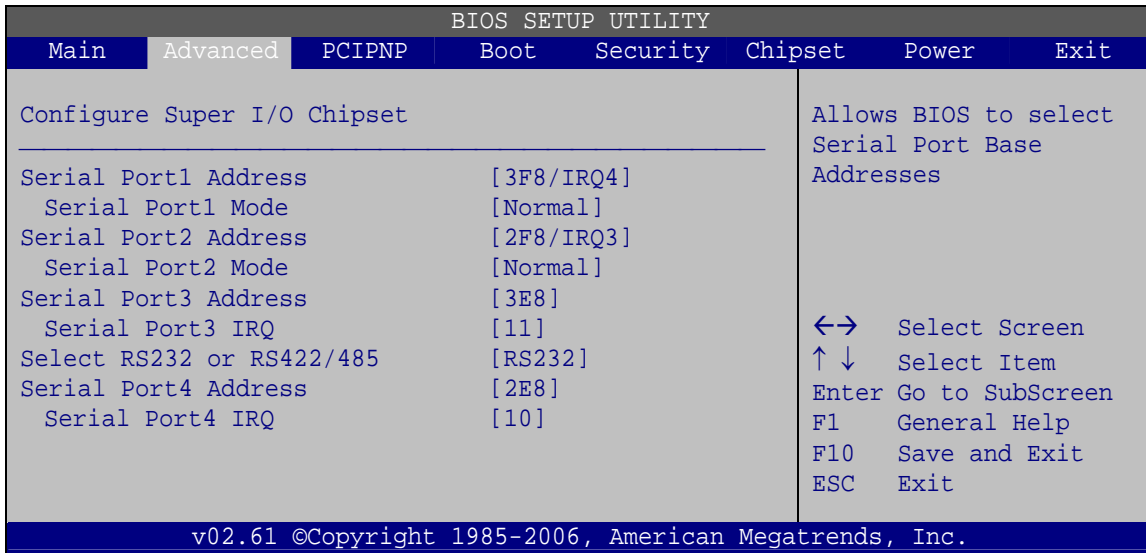 BIOS SETUP UTILITY
Main Advanced PCIPNP Boot Security Chipset Power Exit
Configure Super I/O Chipset
Serial Port1 Address [3F8/IRQ4]
Serial Port1 Mode [Normal]
Serial Port2 Address [2F8/IRQ3]
Serial Port2 Mode [Normal]
Serial Port3 Address [3E8]
Serial Port3 IRQ [11]
Select RS232 or RS422/485 [RS232]
Serial Port4 Address [2E8]
Serial Port4 IRQ [10]
Allows BIOS to select
Serial Port Base
Addresses
←→ Select Screen
↑ ↓ Select Item
Enter Go to SubScreen
F1 General Help
F10 Save and Exit
ESC Exit
v02.61 ©Copyright 1985-2006, American Megatrends, Inc.